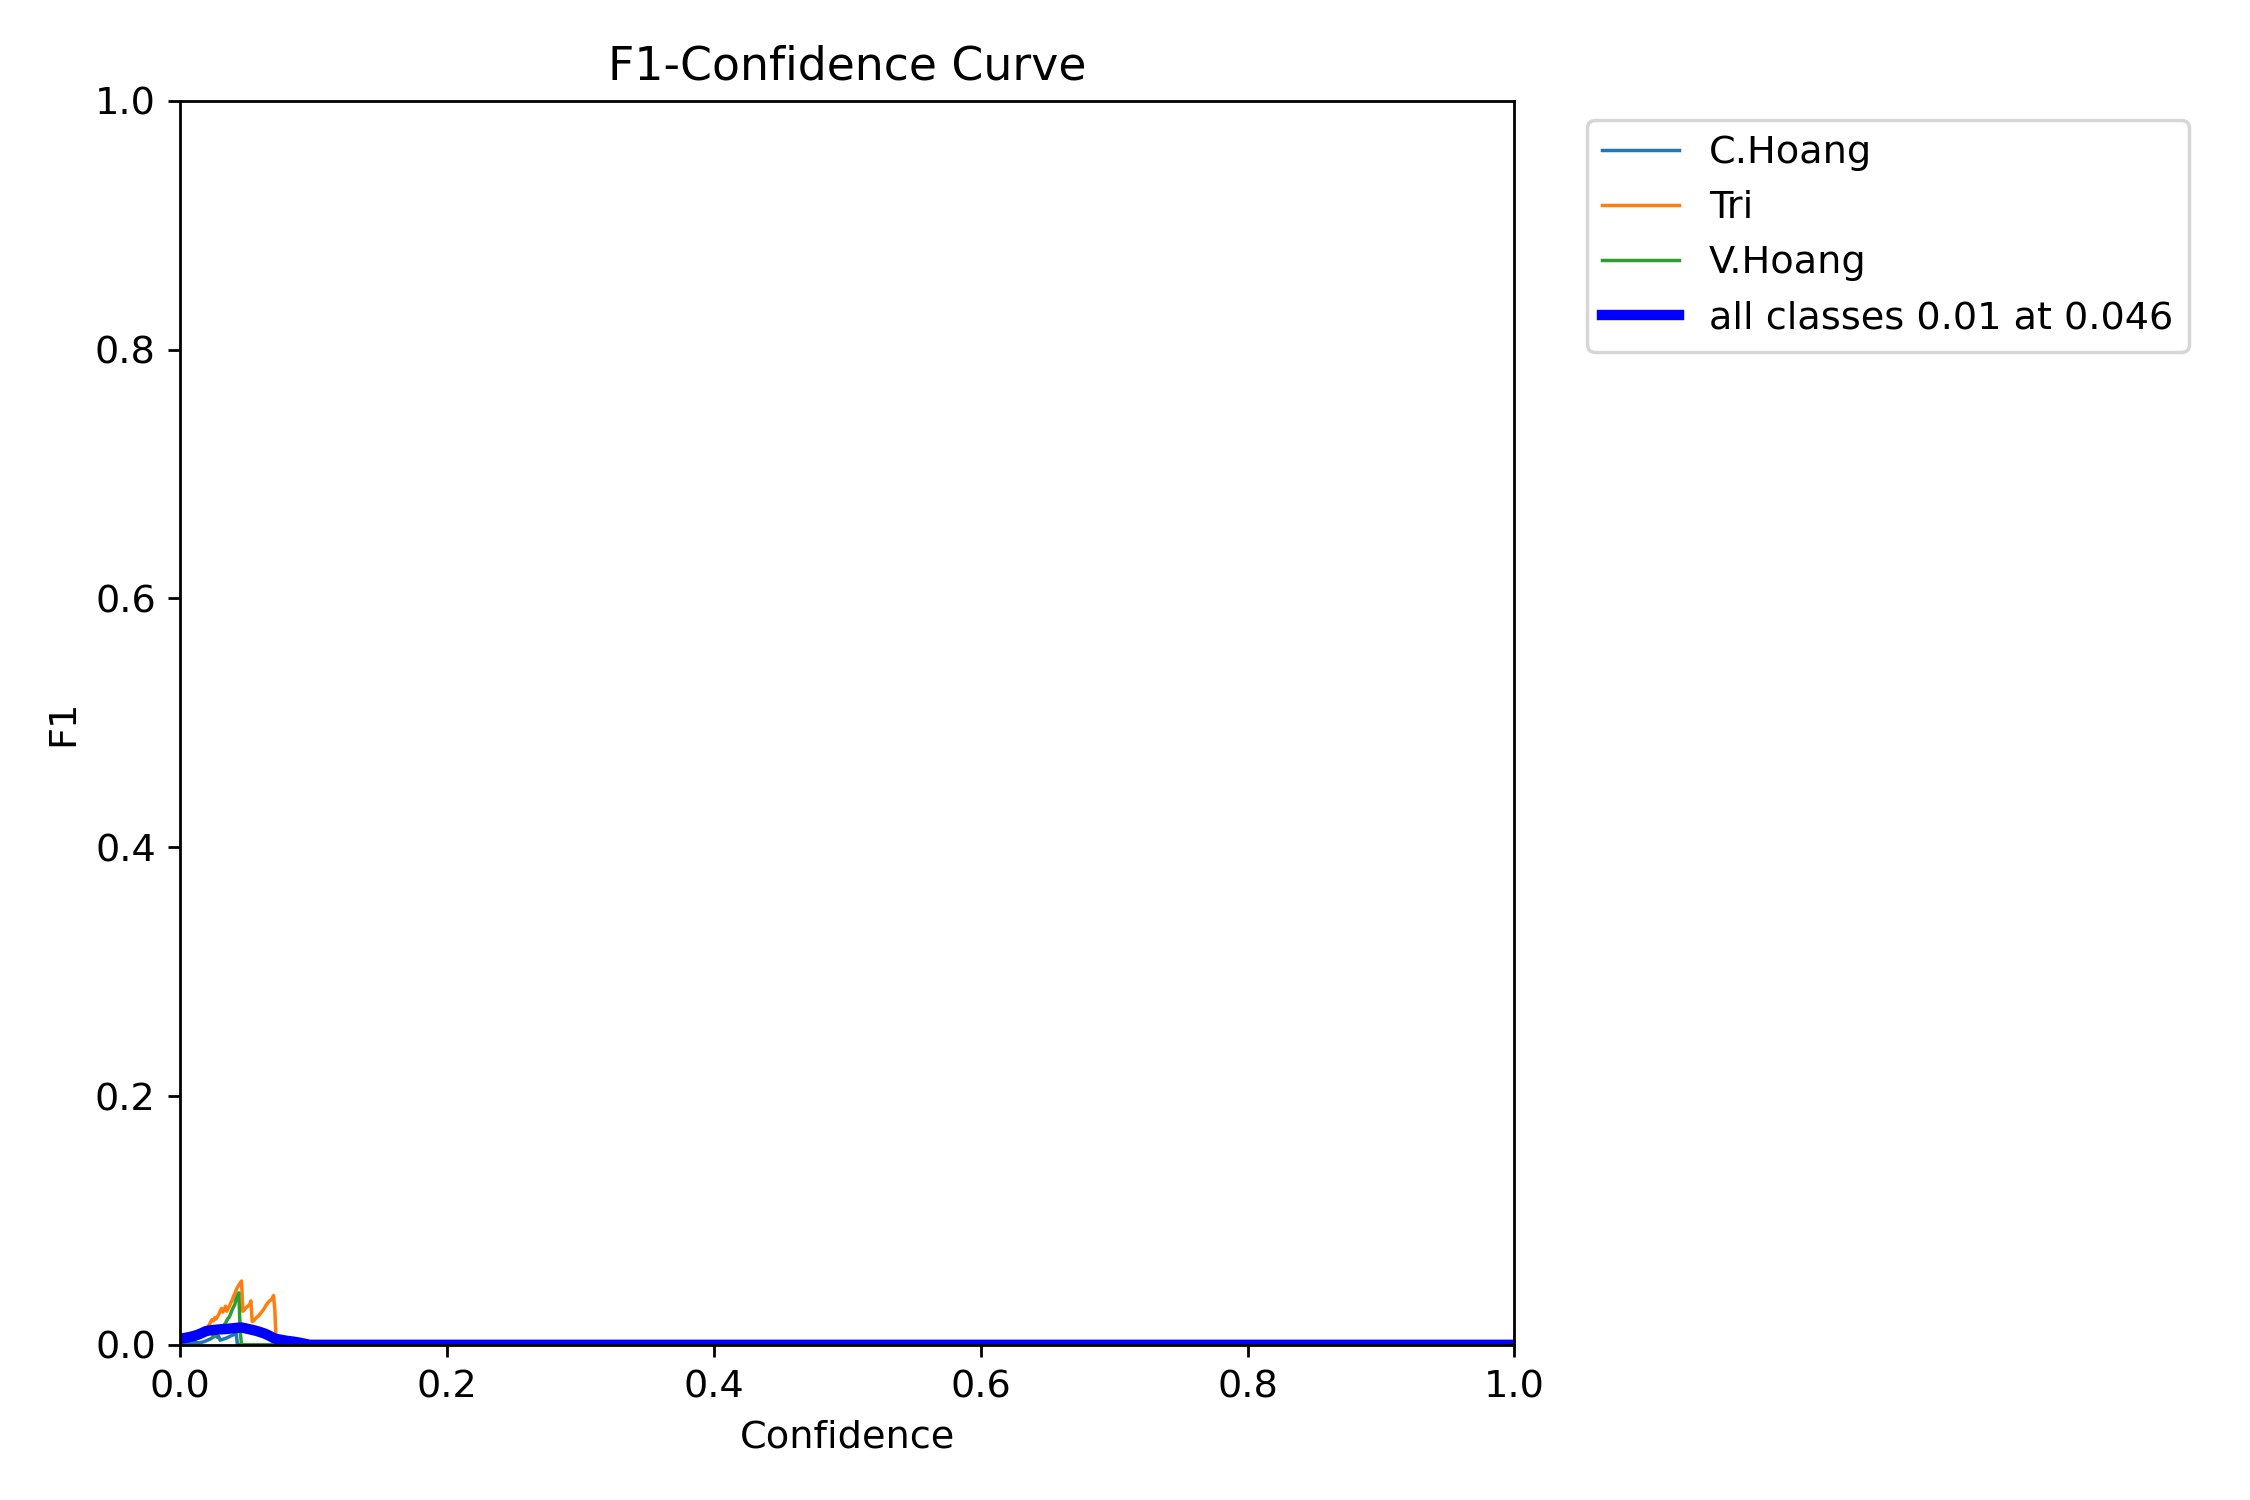 F1-Confidence Curve
1.0
0.8
0.6
0.4
0.2
0.0
F1
0.0 0.2 0.4 0.6 0.8 1.0
Confidence
C.Hoang
Tri
V.Hoang
all classes 0.01 at 0.046